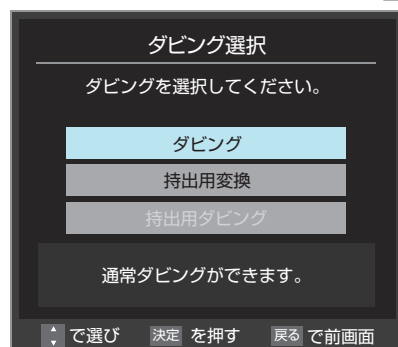 ダビング選択
ダビングを選択してください。
ダビング
持出用変換
持出用ダビング
通常ダビングができます。
で選び 決定 を押す 戻る で前画面